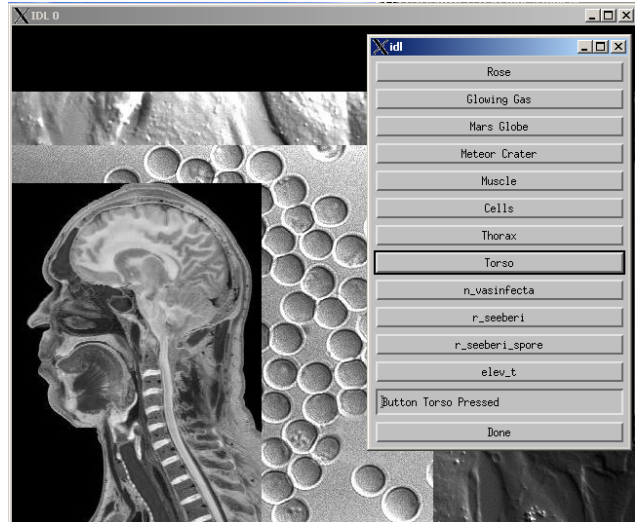 IDL 0
idl
Rose
Glowing Gas
Mars Globe
Meteor Crater
Muscle
Cells
Thorax
Torso
n_vasinfecta
r_seeberi
r_seeberi_spore
elev_t
Button Torso Pressed
Done